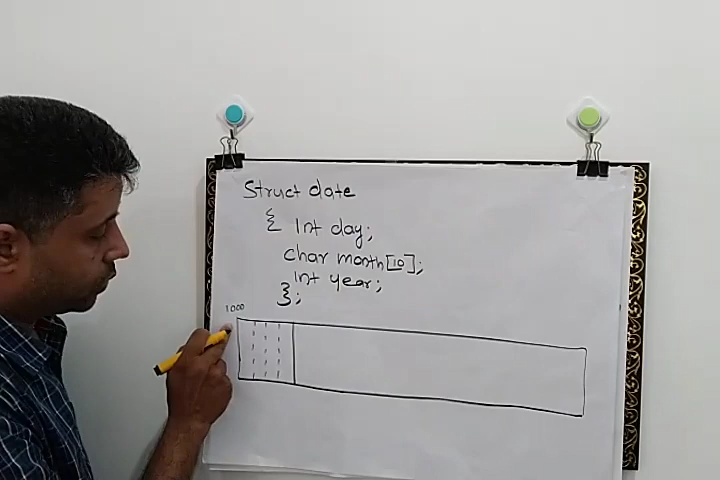 Struct date
{ Int day;
char month[10];
int year;
};
1000